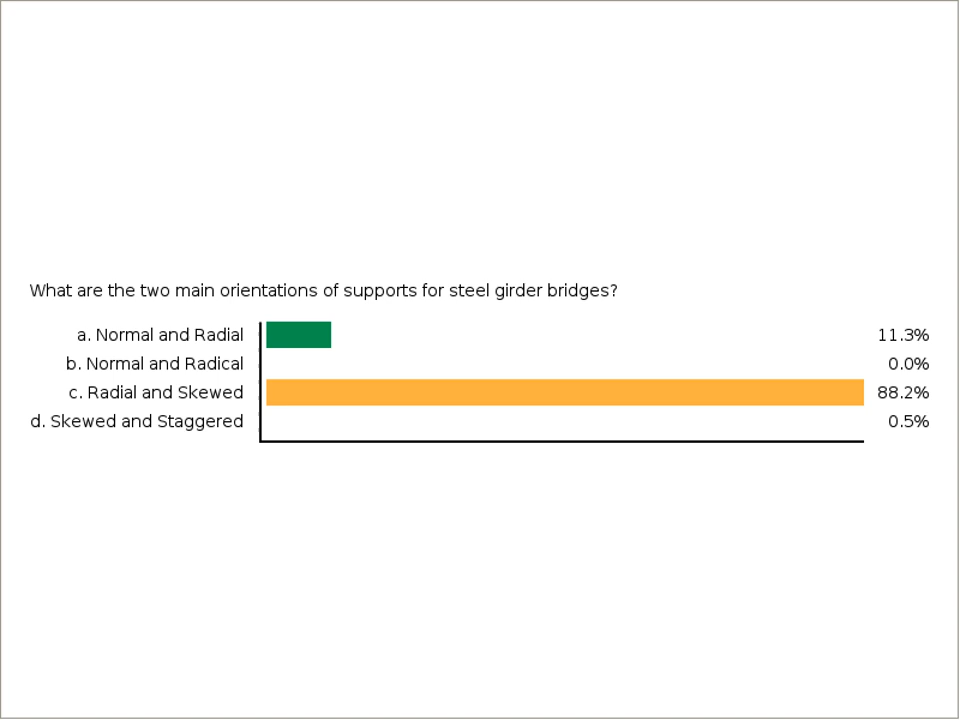 What are the two main orientations of supports for steel girder bridges?
a. Normal and Radial 11.3%
b. Normal and Radical 0.0%
c. Radial and Skewed 88.2%
d. Skewed and Staggered 0.5%